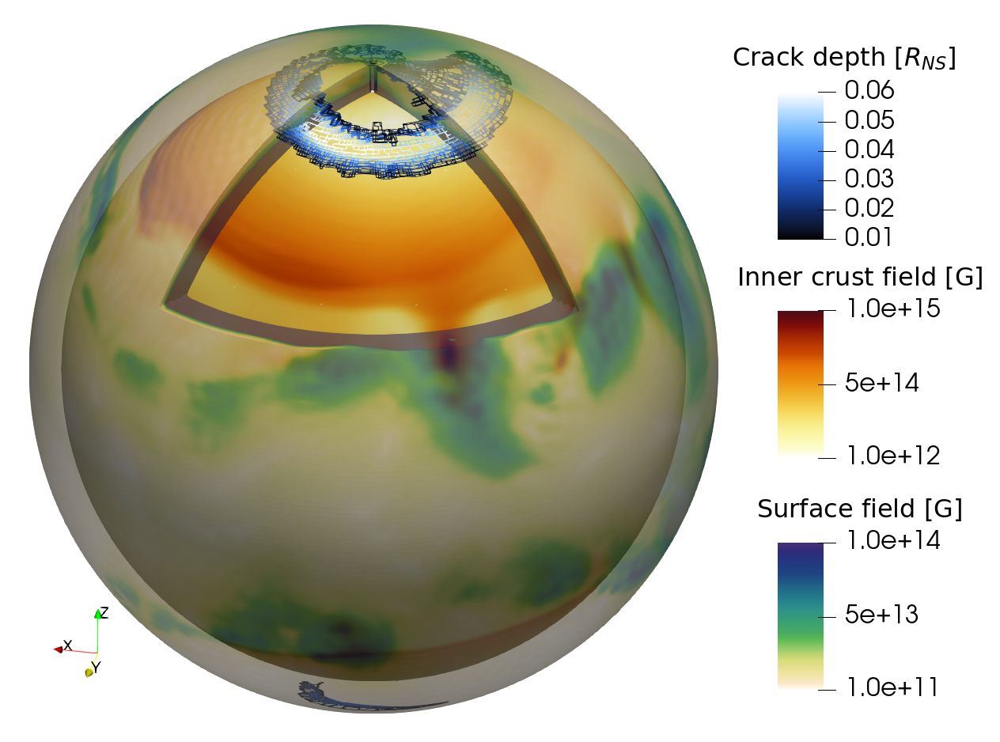 Crack depth [R_NS]
0.06
0.05
0.04
0.03
0.02
0.01
Inner crust field [G]
1.0e+15
5e+14
1.0e+12
Surface field [G]
1.0e+14
5e+13
1.0e+11
Z
X
Y